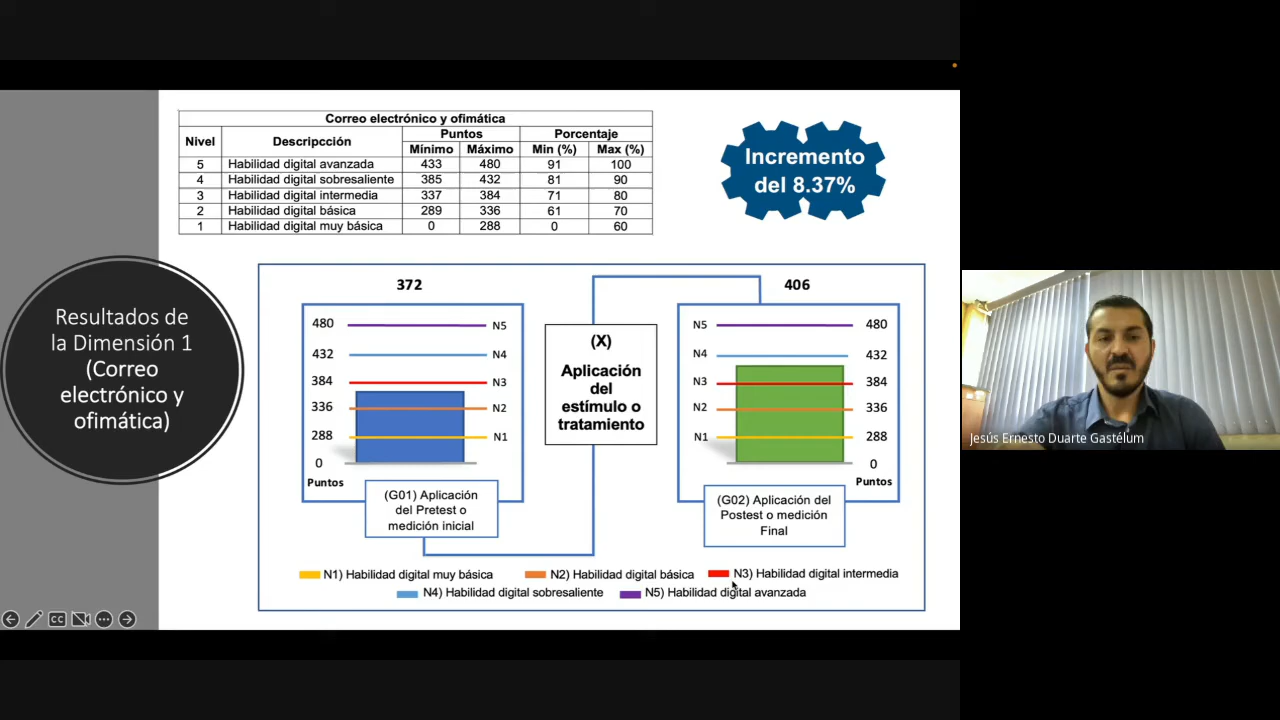 Correo electrónico y ofimática
Nivel Descripcción Puntos Porcentaje
Mínimo Máximo Min (%) Max (%)
5 Habilidad digital avanzada 433 480 91 100
4 Habilidad digital sobresaliente 385 432 81 90
3 Habilidad digital intermedia 337 384 71 80
2 Habilidad digital básica 289 336 61 70
1 Habilidad digital muy básica 0 288 0 60
Incremento
del 8.37%
Resultados de
la Dimensión 1
(Correo
electrónico y
ofimática)
372
480 N5
432 N4
384 N3
336 N2
288 N1
0
Puntos
(G01) Aplicación
del Pretest o
medición inicial
(X)
Aplicación
del
estímulo o
tratamiento
406
N5 480
N4 432
N3 384
N2 336
N1 288
0
Puntos
(G02) Aplicación del
Postest o medición
Final
N1) Habilidad digital muy básica N2) Habilidad digital básica N3) Habilidad digital intermedia
N4) Habilidad digital sobresaliente N5) Habilidad digital avanzada
CC
Jesús Ernesto Duarte Gastélum